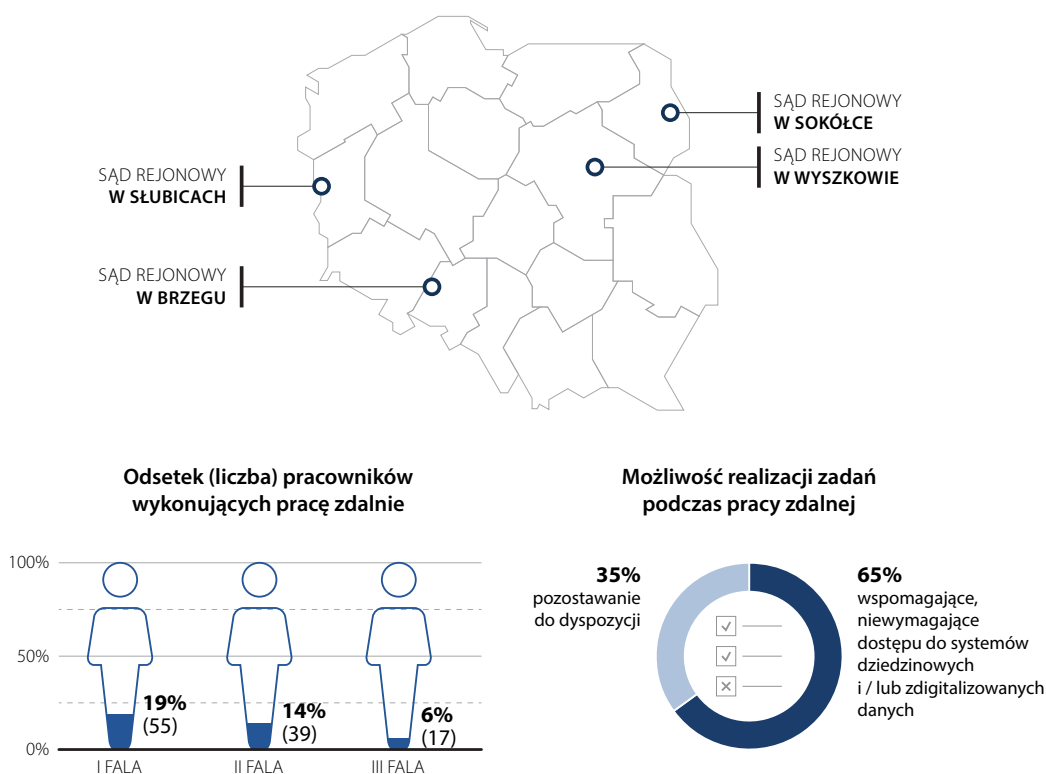 SĄD REJONOWY
W SOKÓŁCE
SĄD REJONOWY
W WYSZKOWIE
SĄD REJONOWY
W SŁUBICACH
SĄD REJONOWY
W BRZEGU
Odsetek (liczba) pracowników
wykonujących pracę zdalnie
100%
50%
0%
19%
(55)
14%
(39)
6%
(17)
I FALA
II FALA
III FALA
Możliwość realizacji zadań
podczas pracy zdalnej
35%
pozostawanie
do dyspozycji
65%
wspomagające,
niewymagające
dostępu do systemów
dziedzinowych
i / lub zdigitalizowanych
danych